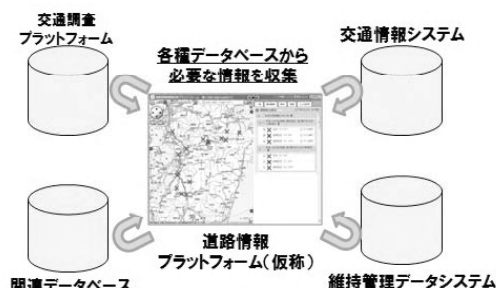 交通調査
プラットフォーム
各種データベースから
必要な情報を収集
交通情報システム
道路情報
プラットフォーム(仮称)
関連データベース
維持管理データシステム